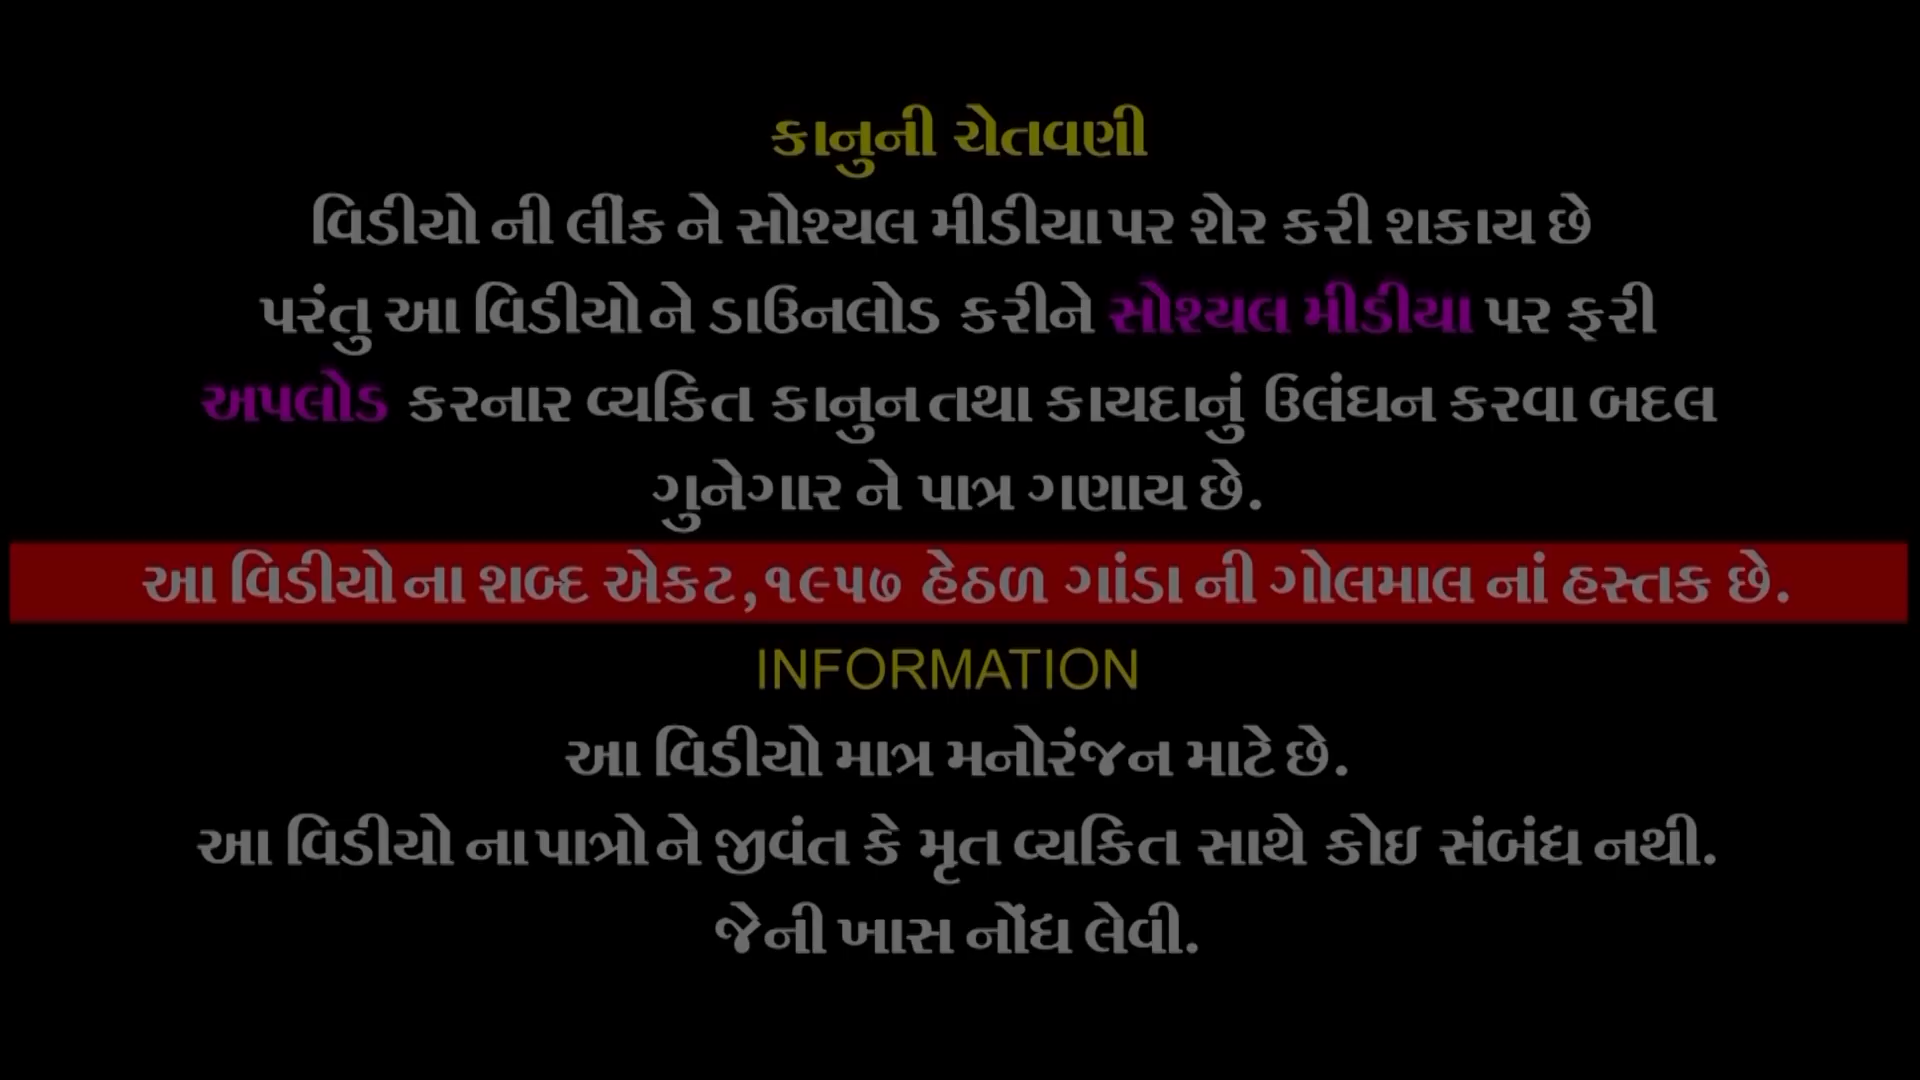 કાનુની ચેતવણી
વિડીયો ની લીંક ને સોશ્યલ મીડીયા પર શેર કરી શકાય છે
પરંતુ આ વિડીયો ને ડાઉનલોડ કરીને સોશ્યલ મીડીયા પર ફરી
અપલોડ કરનાર વ્યકિત કાનુન તથા કાયદાનું ઉલંઘન કરવા બદલ
ગુનેગાર ને પાત્ર ગણાય છે.
આ વિડીયો ના શબ્દ એકટ,૧૯૫૭ હેઠળ ગાંડા ની ગોલમાલ નાં હસ્તક છે.
INFORMATION
આ વિડીયો માત્ર મનોરંજન માટે છે.
આ વિડીયો ના પાત્રો ને જીવંત કે મૃત વ્યકિત સાથે કોઇ સંબંધ નથી.
જેની ખાસ નોંધ લેવી.